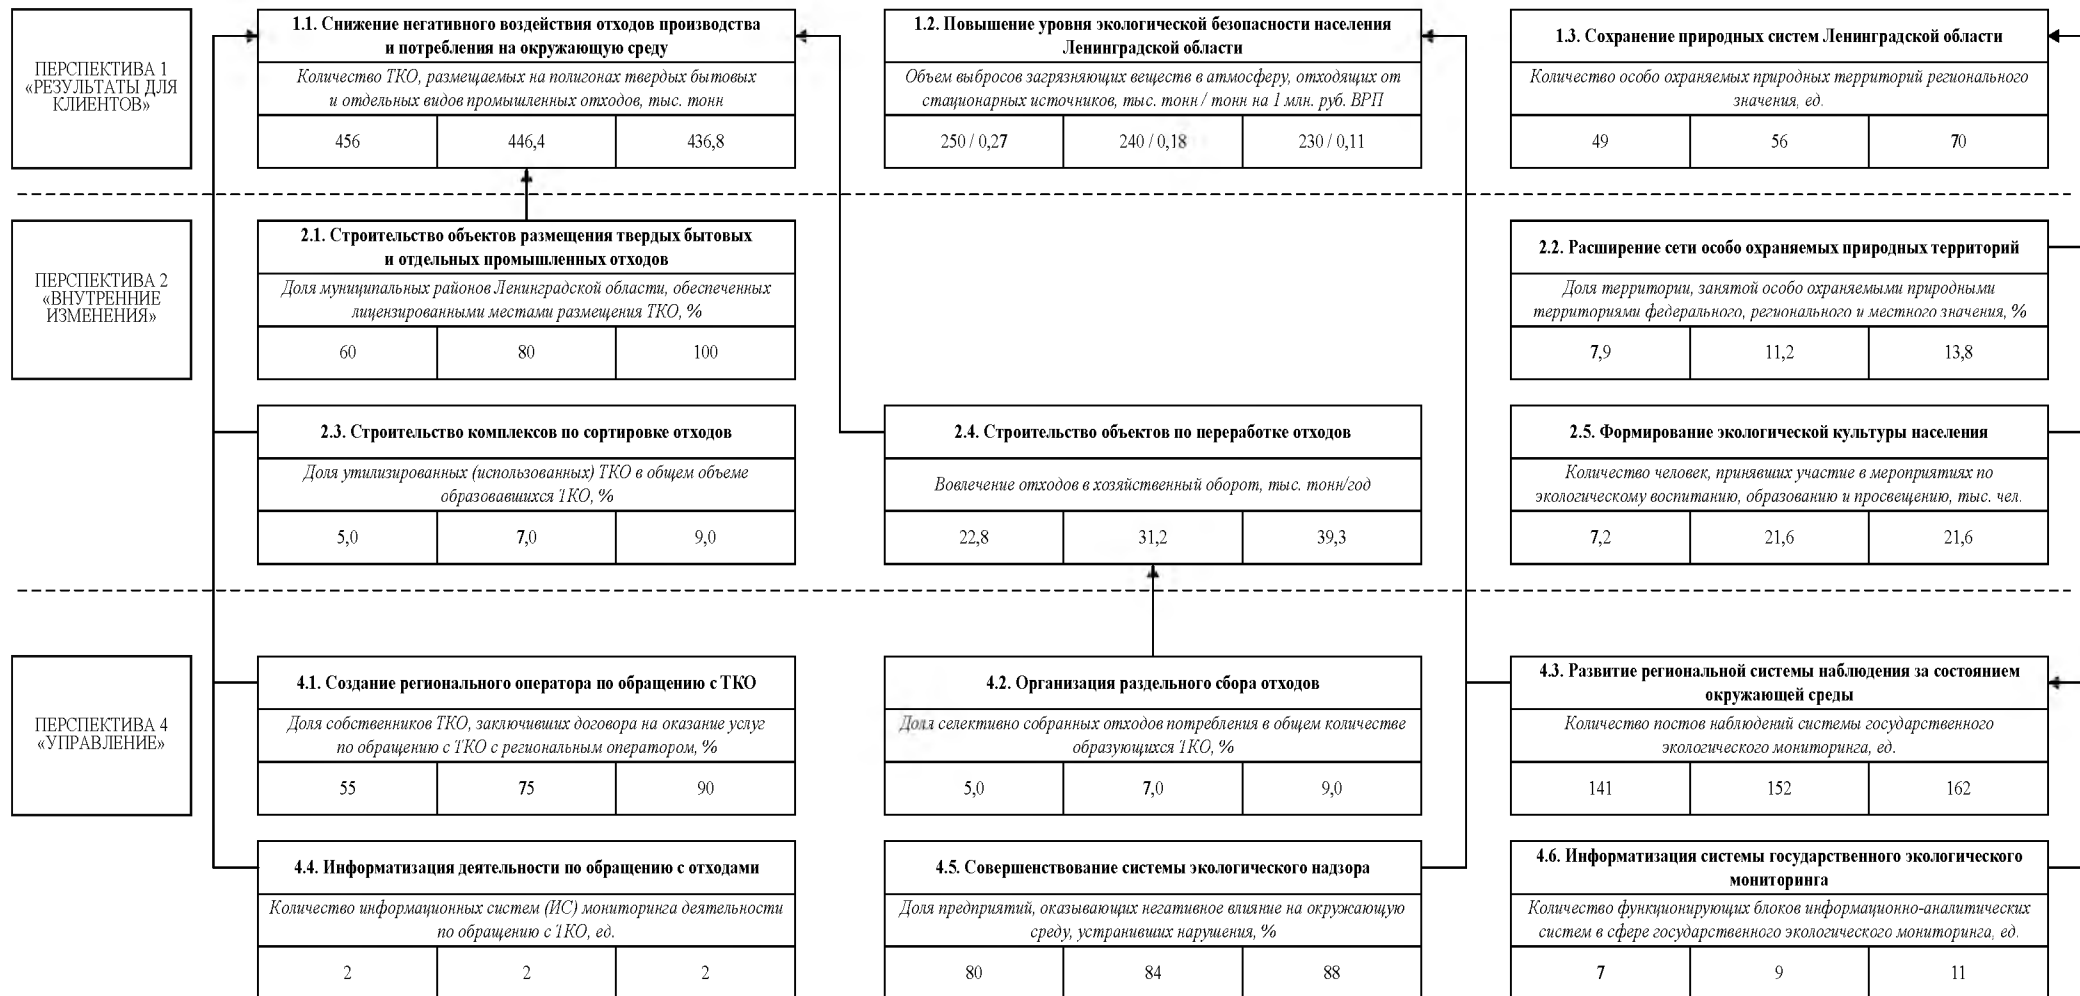 ПЕРСПЕКТИВА 1
«РЕЗУЛЬТАТЫ ДЛЯ
КЛИЕНТОВ»
1.1. Снижение негативного воздействия отходов производства
и потребления на окружающую среду
Количество ТКО, размещаемых на полигонах твердых бытовых
и отдельных видов промышленных отходов, тыс. тонн
456
446,4
436,8
1.2. Повышение уровня экологической безопасности населения
Ленинградской области
Объем выбросов загрязняющих веществ в атмосферу, отходящих от
стационарных источников, тыс. тонн / тонн на 1 млн. руб. ВРП
250 / 0,27
240 / 0,18
230 / 0,11
1.3. Сохранение природных систем Ленинградской области
Количество особо охраняемых природных территорий регионального
значения, ед.
49
56
70
ПЕРСПЕКТИВА 2
«ВНУТРЕННИЕ
ИЗМЕНЕНИЯ»
2.1. Строительство объектов размещения твердых бытовых
и отдельных промышленных отходов
Доля муниципальных районов Ленинградской области, обеспеченных
лицензированными местами размещения ТКО, %
60
80
100
2.2. Расширение сети особо охраняемых природных территорий
Доля территории, занятой особо охраняемыми природными
территориями федерального, регионального и местного значения, %
7,9
11,2
13,8
2.3. Строительство комплексов по сортировке отходов
Доля утилизированных (использованных) ТКО в общем объеме
образовавшихся ТКО, %
5,0
7,0
9,0
2.4. Строительство объектов по переработке отходов
Вовлечение отходов в хозяйственный оборот, тыс. тонн/год
22,8
31,2
39,3
2.5. Формирование экологической культуры населения
Количество человек, принявших участие в мероприятиях по
экологическому воспитанию, образованию и просвещению, тыс. чел.
7,2
21,6
21,6
ПЕРСПЕКТИВА 4
«УПРАВЛЕНИЕ»
4.1. Создание регионального оператора по обращению с ТКО
Доля собственников ТКО, заключивших договора на оказание услуг
по обращению с ТКО с региональным оператором, %
55
75
90
4.2. Организация раздельного сбора отходов
Доля селективно собранных отходов потребления в общем количестве
образующихся ТКО, %
5,0
7,0
9,0
4.3. Развитие региональной системы наблюдения за состоянием
окружающей среды
Количество постов наблюдений системы государственного
экологического мониторинга, ед.
141
152
162
4.4. Информатизация деятельности по обращению с отходами
Количество информационных систем (ИС) мониторинга деятельности
по обращению с ТКО, ед.
2
2
2
4.5. Совершенствование системы экологического надзора
Доля предприятий, оказывающих негативное влияние на окружающую
среду, устранивших нарушения, %
80
84
88
4.6. Информатизация системы государственного экологического
мониторинга
Количество функционирующих блоков информационно-аналитических
систем в сфере государственного экологического мониторинга, ед.
7
9
11